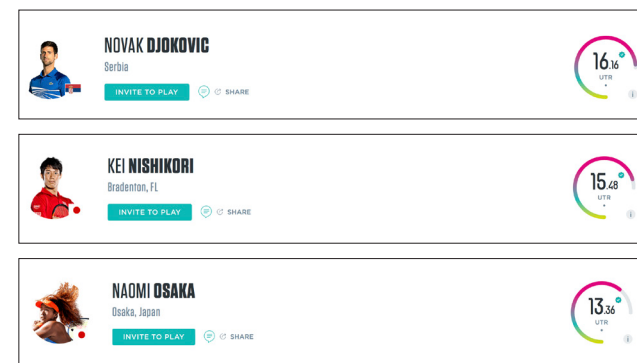 NOVAK DJOKOVIC
Serbia
INVITE TO PLAY SHARE
16.16
UTR
KEI NISHIKORI
Bradenton, FL
INVITE TO PLAY SHARE
15.48
UTR
NAOMI OSAKA
Osaka, Japan
INVITE TO PLAY SHARE
13.36
UTR